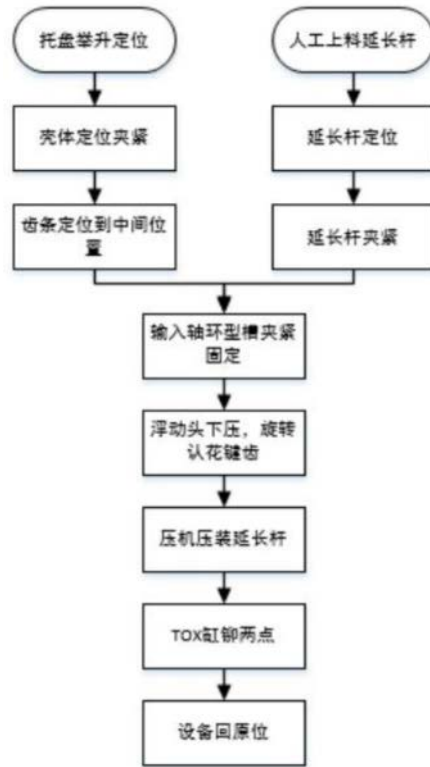 托盘举升定位
人工上料延长杆
壳体定位夹紧
延长杆定位
齿条定位到中间位
置
延长杆夹紧
输入轴环型槽夹紧
固定
浮动头下压，旋转
认花键齿
压机压装延长杆
TOX缸铆两点
设备回原位